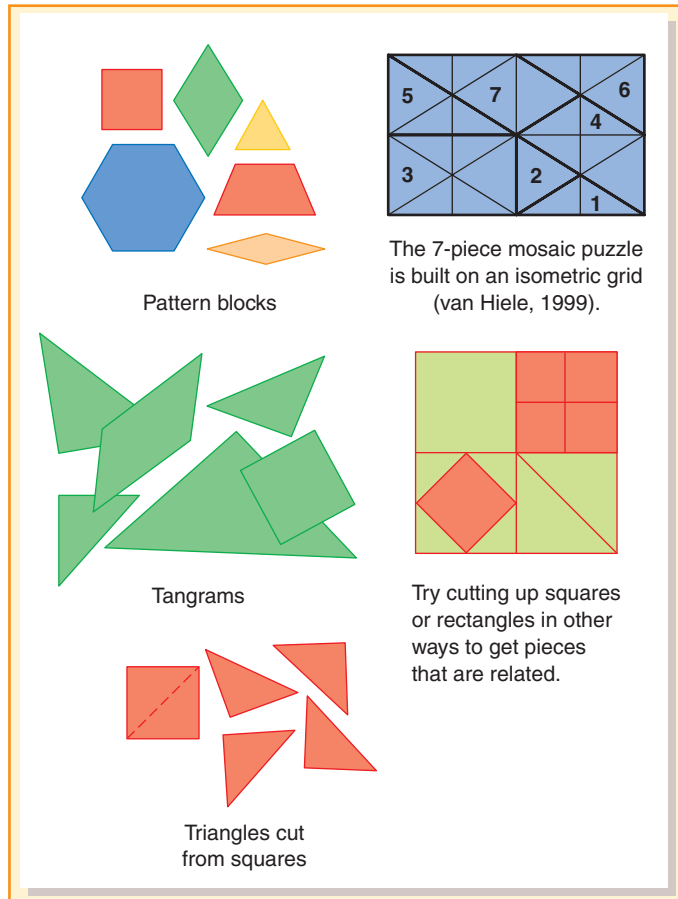 5
7
6
4
3
2
1
The 7-piece mosaic puzzle
is built on an isometric grid
(van Hiele, 1999).
Pattern blocks
Tangrams
Try cutting up squares
or rectangles in other
ways to get pieces
that are related.
Triangles cut
from squares